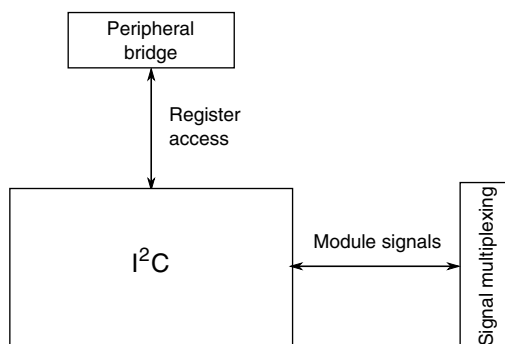 Peripheral
bridge
Register
access
I²C
Module signals
Signal multiplexing